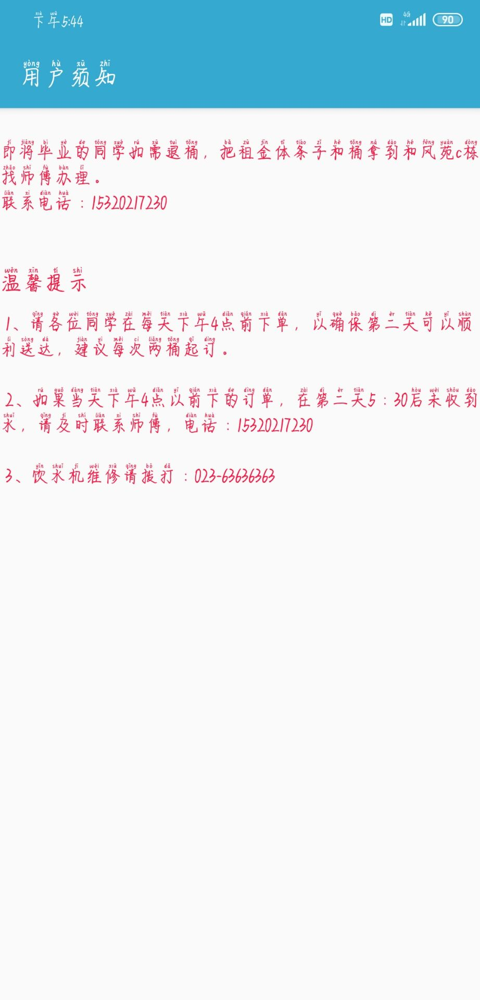 下午5:44
HD 4G 90
用户须知
即将毕业的同学如需退桶，把租金体条子和桶拿到和风苑c栋
找师傅办理。
联系电话：15320217230
温馨提示
1、请各位同学在每天下午4点前下单，以确保第二天可以顺
利送达，建议每次两桶起订。
2、如果当天下午4点以前下的订单，在第二天5：30后未收到
水，请及时联系师傅，电话：15320217230
3、饮水机维修请拨打：023-63636363